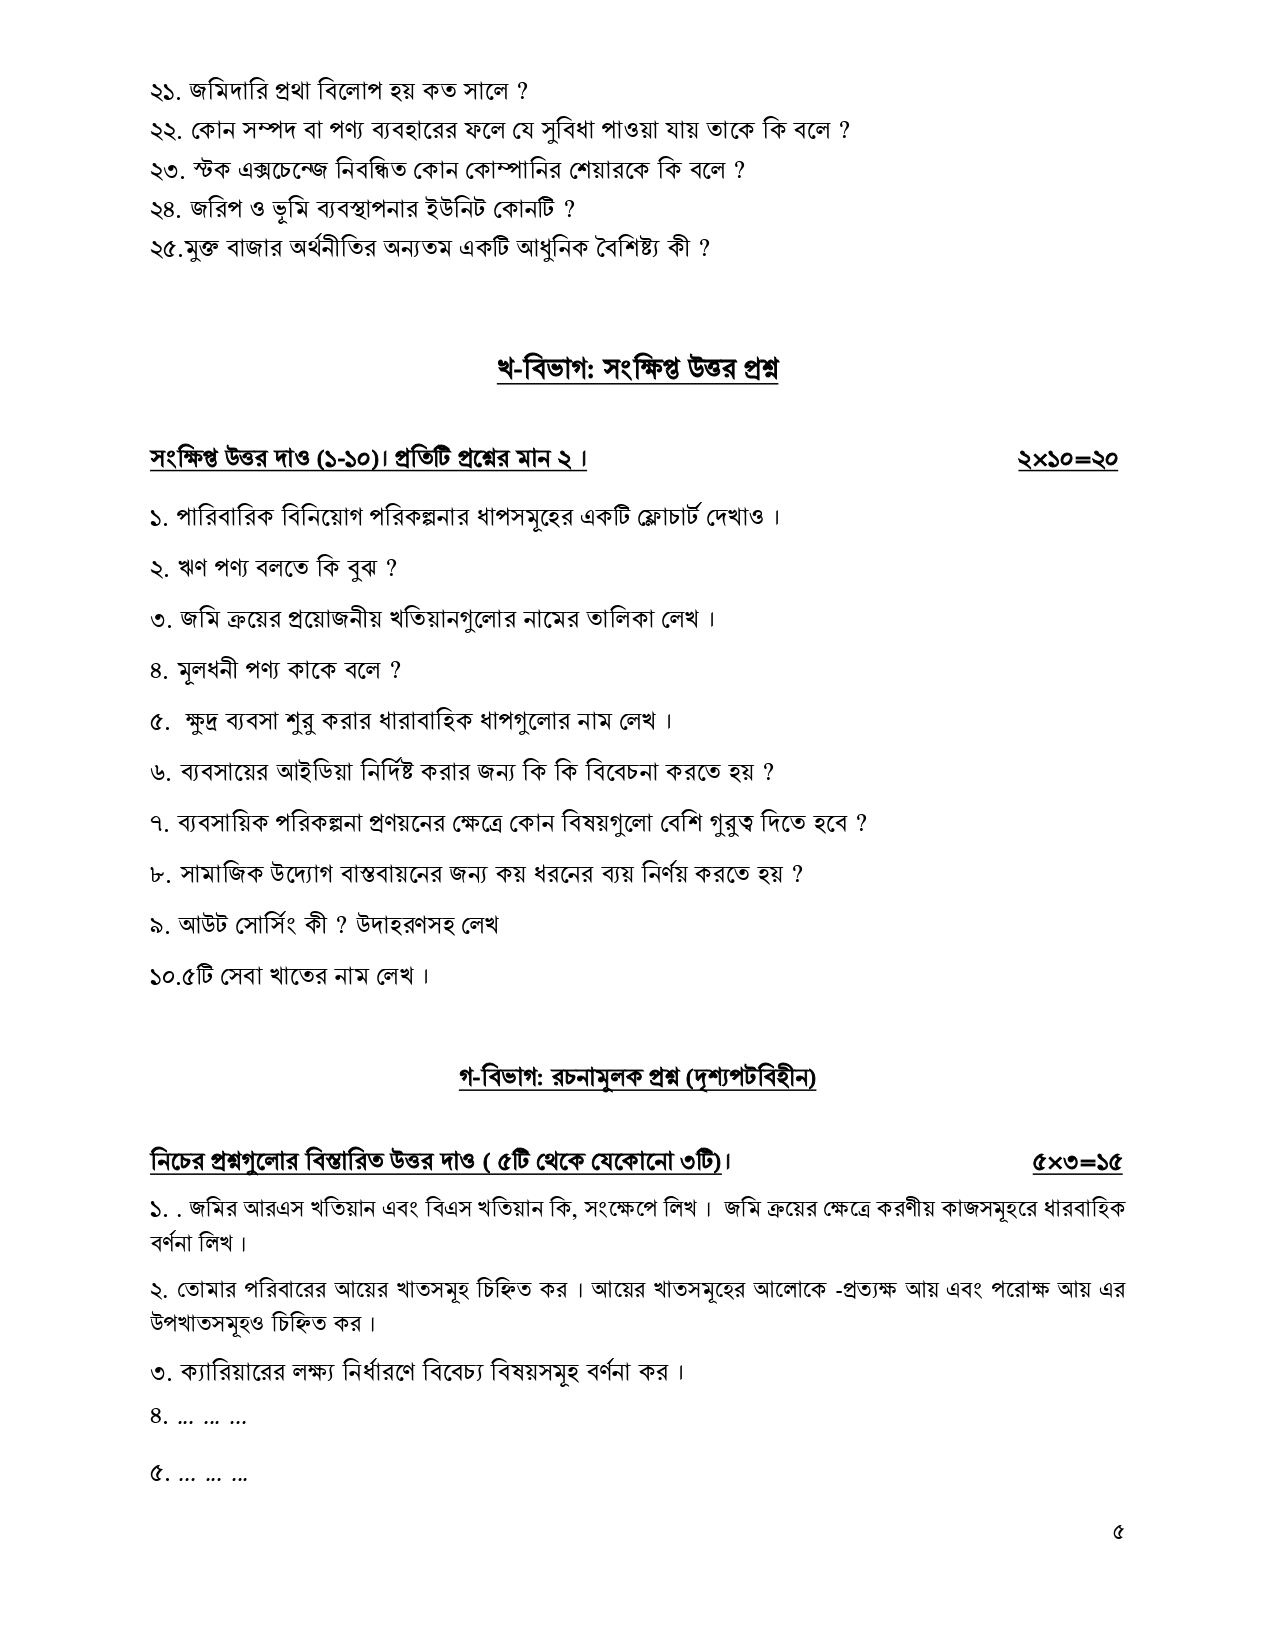 ২১. জমিদারি প্রথা বিলোপ হয় কত সালে ?
২২. কোন সম্পদ বা পণ্য ব্যবহারের ফলে যে সুবিধা পাওয়া যায় তাকে কি বলে ?
২৩. স্টক এক্সচেন্জে নিবন্ধিত কোন কোম্পানির শেয়ারকে কি বলে ?
২৪. জরিপ ও ভূমি ব্যবস্থাপনার ইউনিট কোনটি ?
২৫.মুক্ত বাজার অর্থনীতির অন্যতম একটি আধুনিক বৈশিষ্ট্য কী ?
খ-বিভাগ: সংক্ষিপ্ত উত্তর প্রশ্ন
সংক্ষিপ্ত উত্তর দাও (১-১০)। প্রতিটি প্রশ্নের মান ২ । ২×১০=২০
১. পারিবারিক বিনিয়োগ পরিকল্পনার ধাপসমূহের একটি ফ্লোচার্ট দেখাও ।
২. ঋণ পণ্য বলতে কি বুঝ ?
৩. জমি ক্রয়ের প্রয়োজনীয় খতিয়ানগুলোর নামের তালিকা লেখ ।
৪. মূলধনী পণ্য কাকে বলে ?
৫. ক্ষুদ্র ব্যবসা শুরু করার ধারাবাহিক ধাপগুলোর নাম লেখ ।
৬. ব্যবসায়ের আইডিয়া নির্দিষ্ট করার জন্য কি কি বিবেচনা করতে হয় ?
৭. ব্যবসায়িক পরিকল্পনা প্রণয়নের ক্ষেত্রে কোন বিষয়গুলো বেশি গুরুত্ব দিতে হবে ?
৮. সামাজিক উদ্যোগ বাস্তবায়নের জন্য কয় ধরনের ব্যয় নির্ণয় করতে হয় ?
৯. আউট সোর্সিং কী ? উদাহরণসহ লেখ
১০.৫টি সেবা খাতের নাম লেখ ।
গ-বিভাগ: রচনামুলক প্রশ্ন (দৃশ্যপটবিহীন)
নিচের প্রশ্নগুলোর বিস্তারিত উত্তর দাও ( ৫টি থেকে যেকোনো ৩টি)। ৫×৩=১৫
১. . জমির আরএস খতিয়ান এবং বিএস খতিয়ান কি, সংক্ষেপে লিখ । জমি ক্রয়ের ক্ষেত্রে করণীয় কাজসমূহরে ধারবাহিক
বর্ণনা লিখ ।
২. তোমার পরিবারের আয়ের খাতসমূহ চিহ্নিত কর । আয়ের খাতসমূহের আলোকে -প্রত্যক্ষ আয় এবং পরোক্ষ আয় এর
উপখাতসমূহও চিহ্নিত কর ।
৩. ক্যারিয়ারের লক্ষ্য নির্ধারণে বিবেচ্য বিষয়সমূহ বর্ণনা কর ।
৪. ... ... ...
৫. ... ... ...
৫